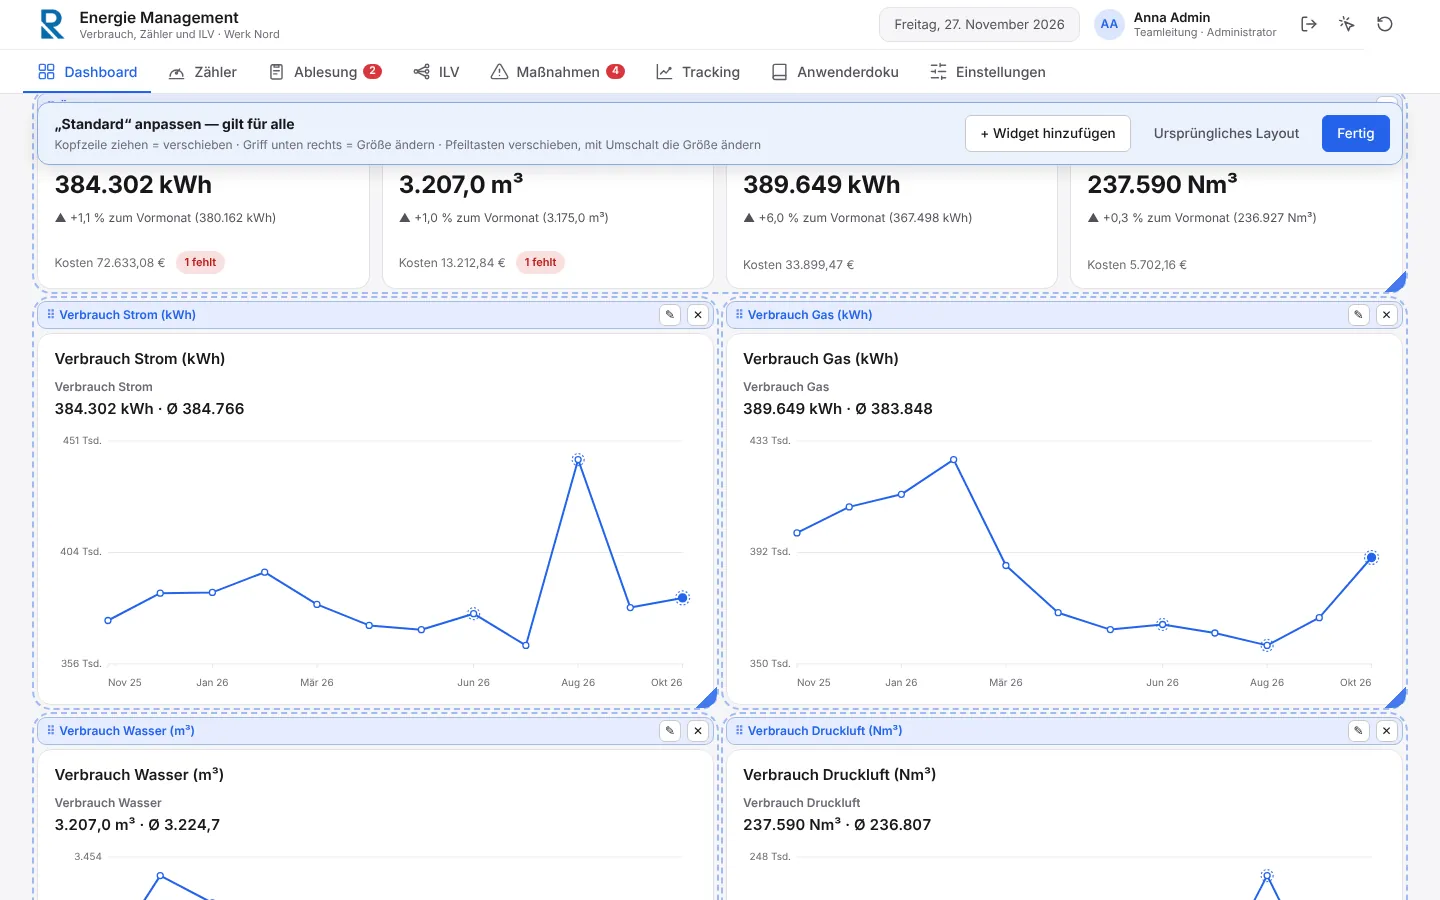 Energie Management
Verbrauch, Zähler und ILV · Werk Nord
Freitag, 27. November 2026
AA
Anna Admin
Teamleitung · Administrator
Dashboard
Zähler
Ablesung 2
ILV
Maßnahmen 4
Tracking
Anwenderdoku
Einstellungen
„Standard“ anpassen — gilt für alle
Kopfzeile ziehen = verschieben · Griff unten rechts = Größe ändern · Pfeiltasten verschieben, mit Umschalt die Größe ändern
+ Widget hinzufügen
Ursprüngliches Layout
Fertig
384.302 kWh
▲ +1,1 % zum Vormonat (380.162 kWh)
Kosten 72.633,08 € 1 fehlt
3.207,0 m³
▲ +1,0 % zum Vormonat (3.175,0 m³)
Kosten 13.212,84 € 1 fehlt
389.649 kWh
▲ +6,0 % zum Vormonat (367.498 kWh)
Kosten 33.899,47 €
237.590 Nm³
▲ +0,3 % zum Vormonat (236.927 Nm³)
Kosten 5.702,16 €
Verbrauch Strom (kWh)
Verbrauch Strom (kWh)
Verbrauch Strom
384.302 kWh · Ø 384.766
451 Tsd.
404 Tsd.
356 Tsd.
Nov 25 Jan 26 Mär 26 Jun 26 Aug 26 Okt 26
Verbrauch Gas (kWh)
Verbrauch Gas (kWh)
Verbrauch Gas
389.649 kWh · Ø 383.848
433 Tsd.
392 Tsd.
350 Tsd.
Nov 25 Jan 26 Mär 26 Jun 26 Aug 26 Okt 26
Verbrauch Wasser (m³)
Verbrauch Wasser (m³)
Verbrauch Wasser
3.207,0 m³ · Ø 3.224,7
3.454
Verbrauch Druckluft (Nm³)
Verbrauch Druckluft (Nm³)
Verbrauch Druckluft
237.590 Nm³ · Ø 236.807
248 Tsd.